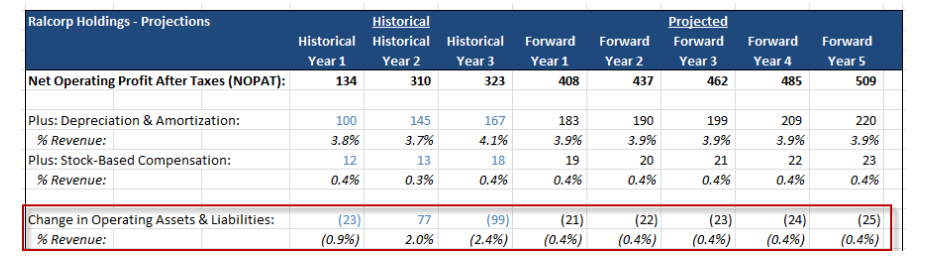 Ralcorp Holdings - Projections Historical Projected
Historical Historical Historical Forward Forward Forward Forward Forward
Year 1 Year 2 Year 3 Year 1 Year 2 Year 3 Year 4 Year 5
Net Operating Profit After Taxes (NOPAT): 134 310 323 408 437 462 485 509
Plus: Depreciation & Amortization: 100 145 167 183 190 199 209 220
% Revenue: 3.8% 3.7% 4.1% 3.9% 3.9% 3.9% 3.9% 3.9%
Plus: Stock-Based Compensation: 12 13 18 19 20 21 22 23
% Revenue: 0.4% 0.3% 0.4% 0.4% 0.4% 0.4% 0.4% 0.4%
Change in Operating Assets & Liabilities: (23) 77 (99) (21) (22) (23) (24) (25)
% Revenue: (0.9%) 2.0% (2.4%) (0.4%) (0.4%) (0.4%) (0.4%) (0.4%)